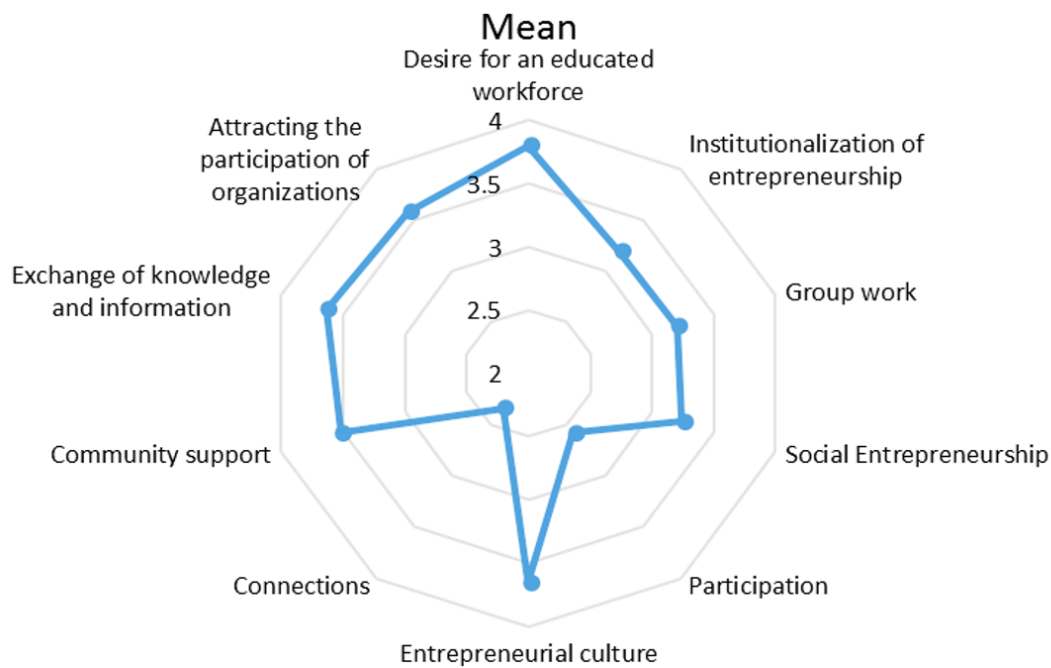 Mean
Desire for an educated
workforce
Institutionalization of
entrepreneurship
Group work
Social Entrepreneurship
Participation
Entrepreneurial culture
Connections
Community support
Exchange of knowledge
and information
Attracting the
participation of
organizations
4
3.5
3
2.5
2